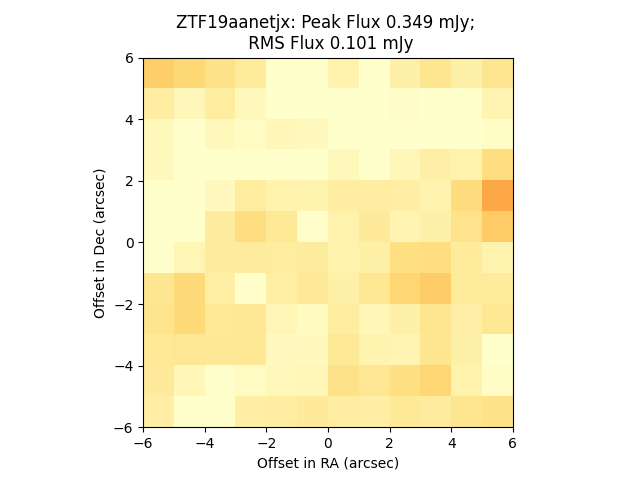 ZTF19aanetjx: Peak Flux 0.349 mJy;
RMS Flux 0.101 mJy
6
4
2
0
−2
−4
−6
Offset in Dec (arcsec)
−6 −4 −2 0 2 4 6
Offset in RA (arcsec)